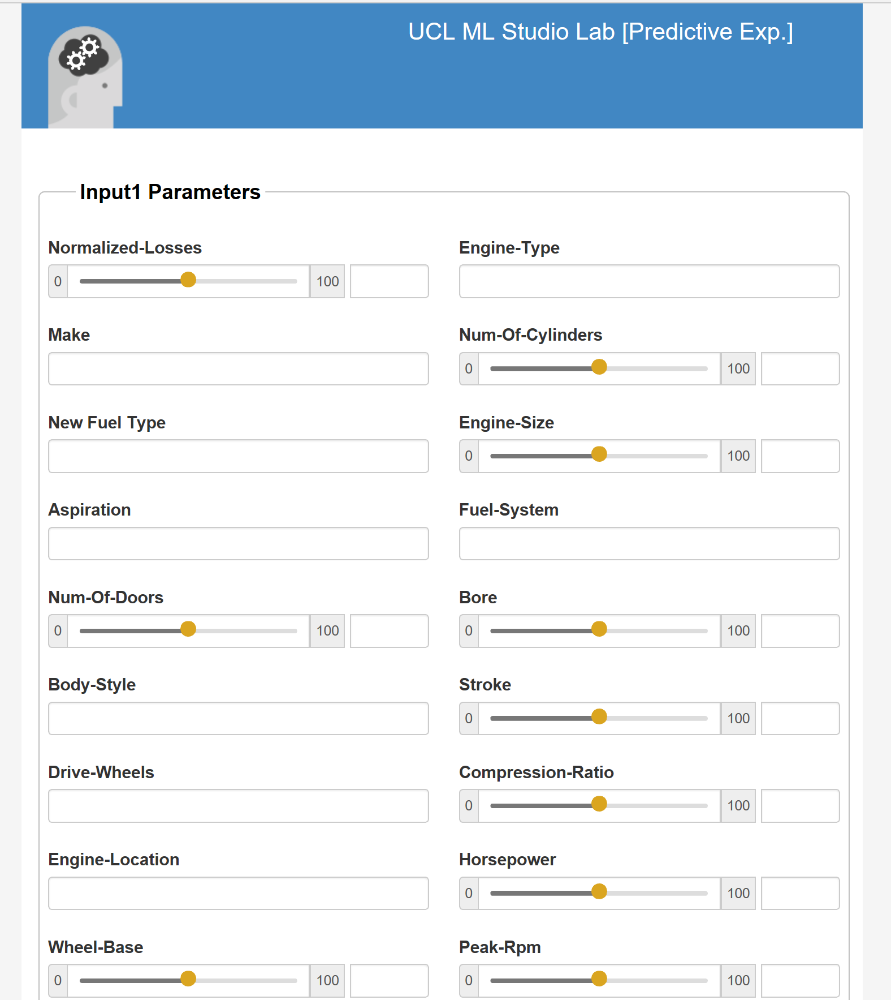 UCL ML Studio Lab [Predictive Exp.]
Input1 Parameters
Normalized-Losses
0 100
Make
New Fuel Type
Aspiration
Num-Of-Doors
0 100
Body-Style
Drive-Wheels
Engine-Location
Wheel-Base
0 100
Engine-Type
Num-Of-Cylinders
0 100
Engine-Size
0 100
Fuel-System
Bore
0 100
Stroke
0 100
Compression-Ratio
0 100
Horsepower
0 100
Peak-Rpm
0 100